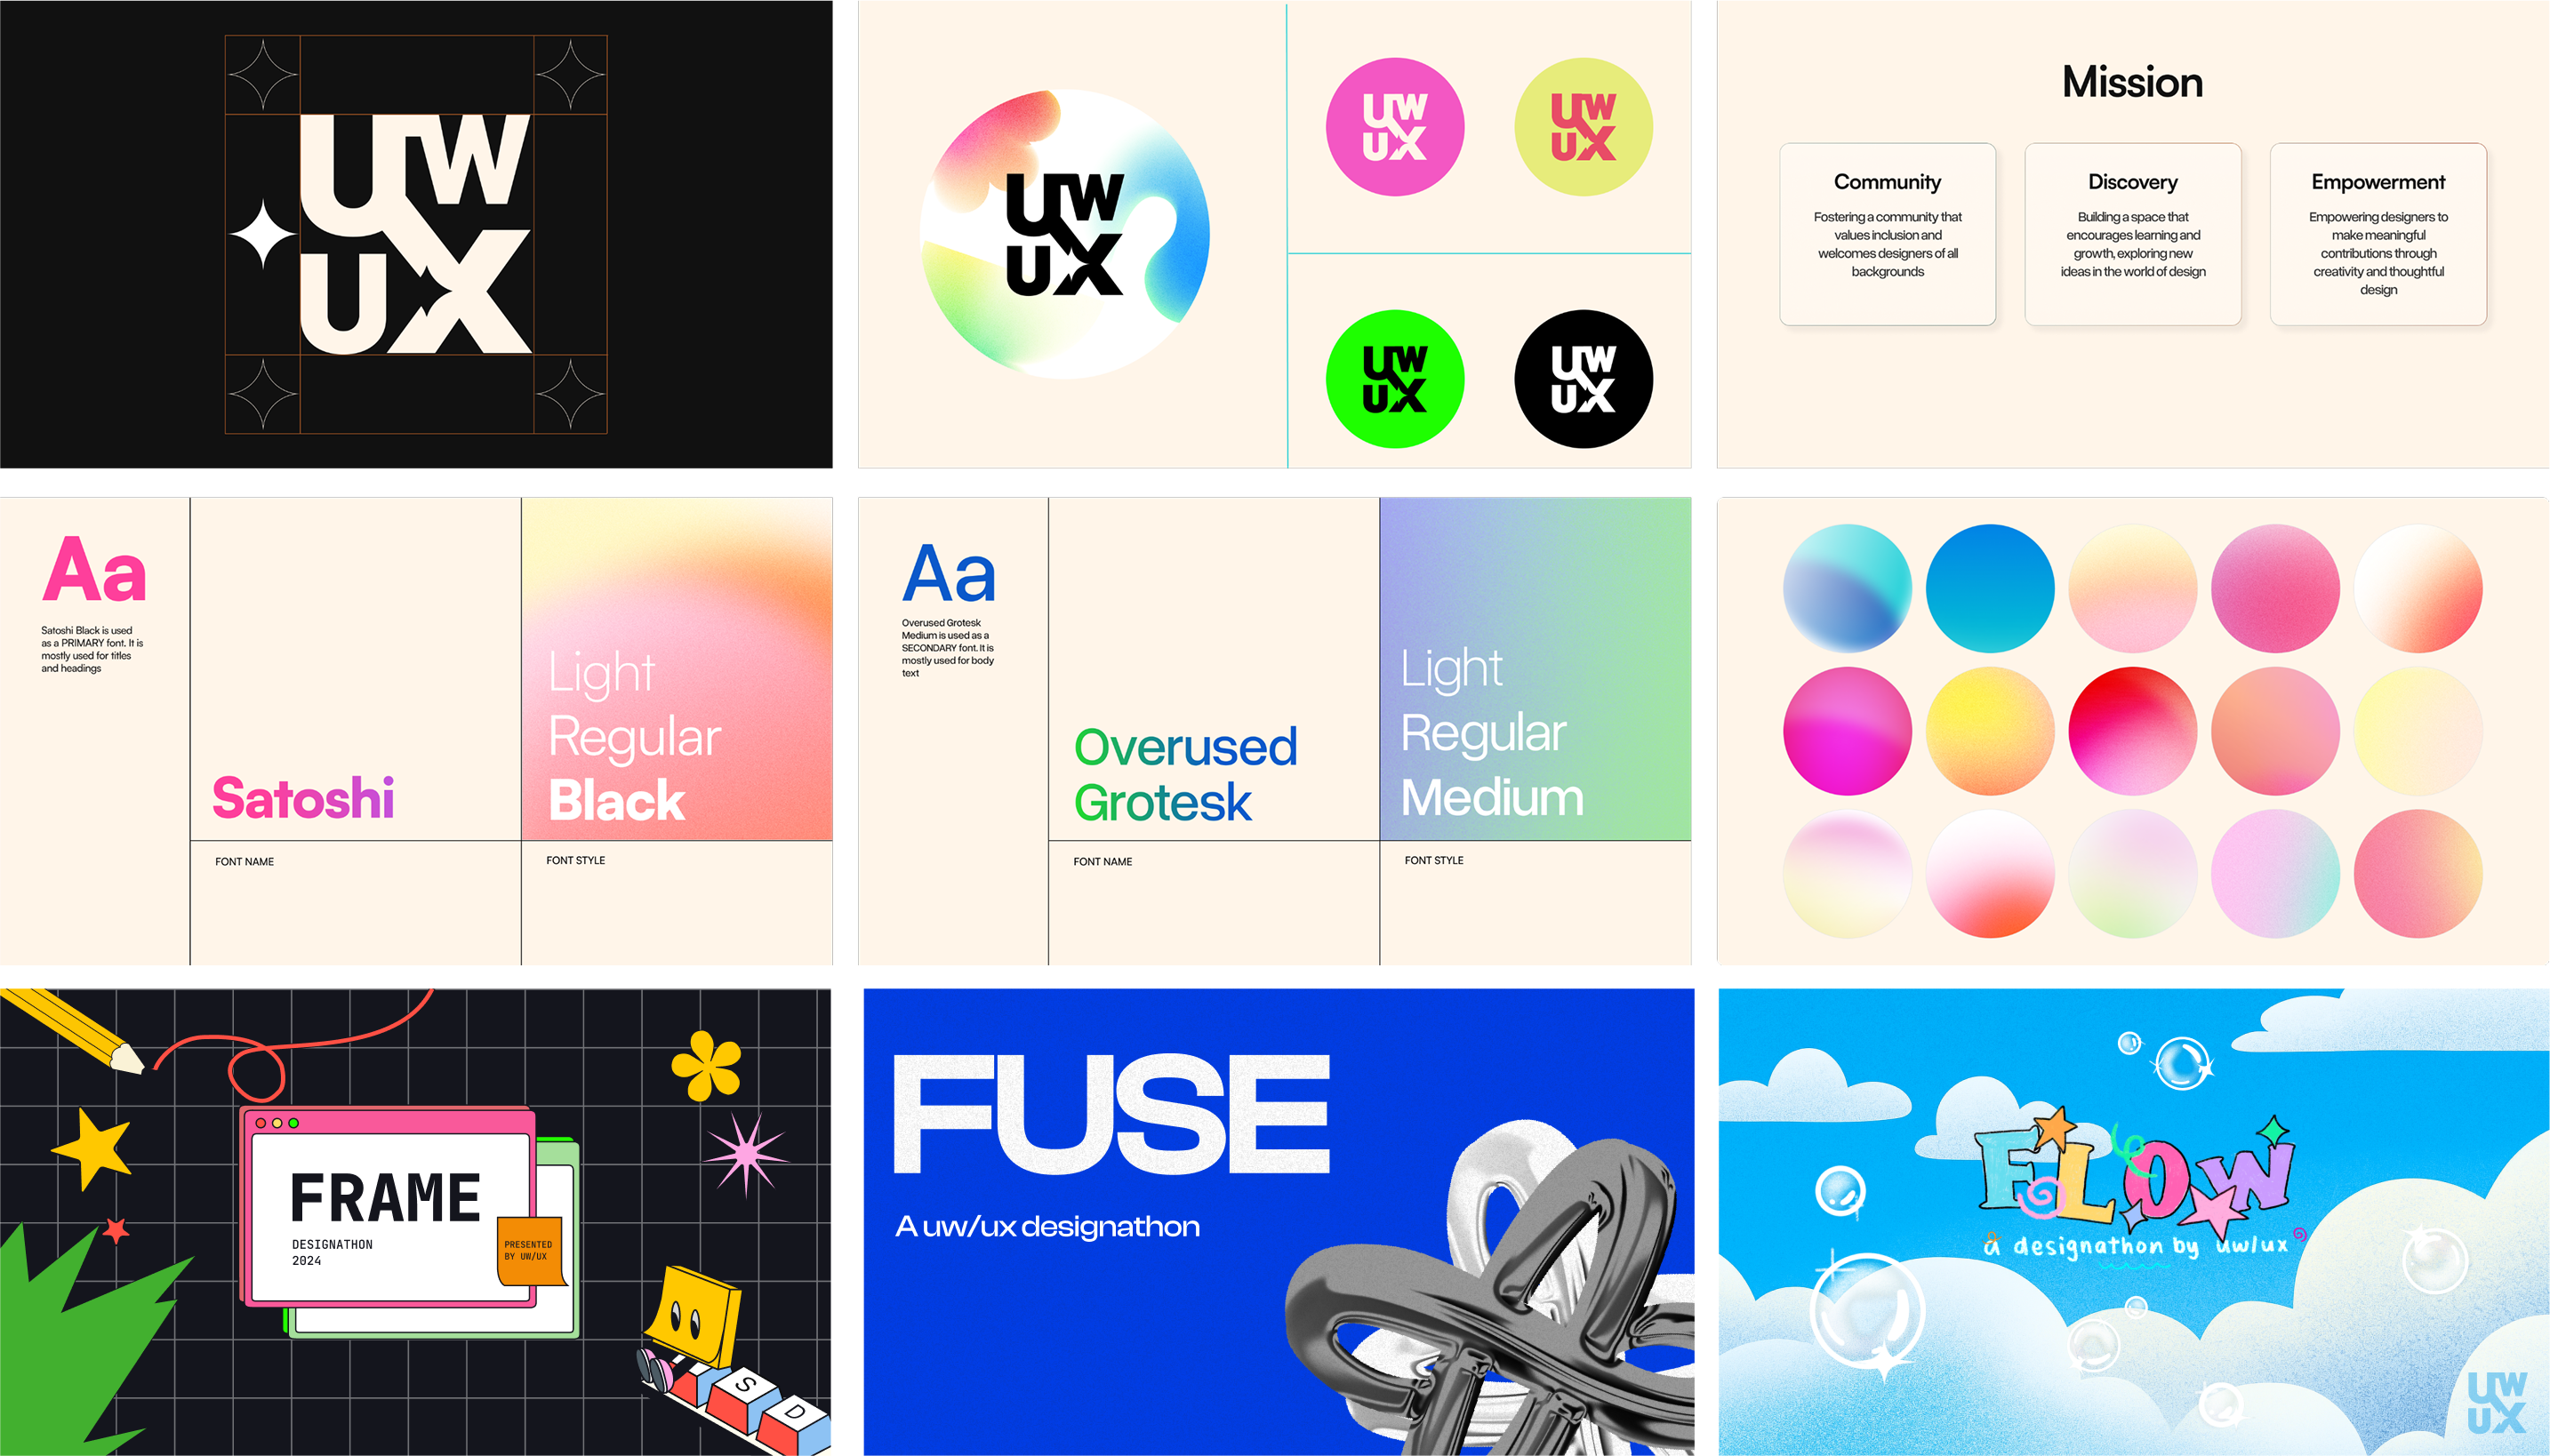 UW
UX
UW
UX
UW
UX
UW
UX
UW
UX
UW
UX
Mission
Community
Fostering a community that
values inclusion and
welcomes designers of all
backgrounds
Discovery
Building a space that
encourages learning and
growth, exploring new
ideas in the world of design
Empowerment
Empowering designers to
make meaningful
contributions through
creativity and thoughtful
design
Aa
Satoshi Black is used
as a PRIMARY font. It is
mostly used for titles
and headings
Satoshi
FONT NAME
Light
Regular
Black
FONT STYLE
Aa
Overused Grotesk
Medium is used as a
SECONDARY font. It is
mostly used for body
text
Overused
Grotesk
FONT NAME
Light
Regular
Medium
FONT STYLE
FRAME
DESIGNATHON
2024
PRESENTED
BY UW/UX
S
D
FUSE
A uw/ux designathon
FLOW
a designathon by uw/ux
UW
UX